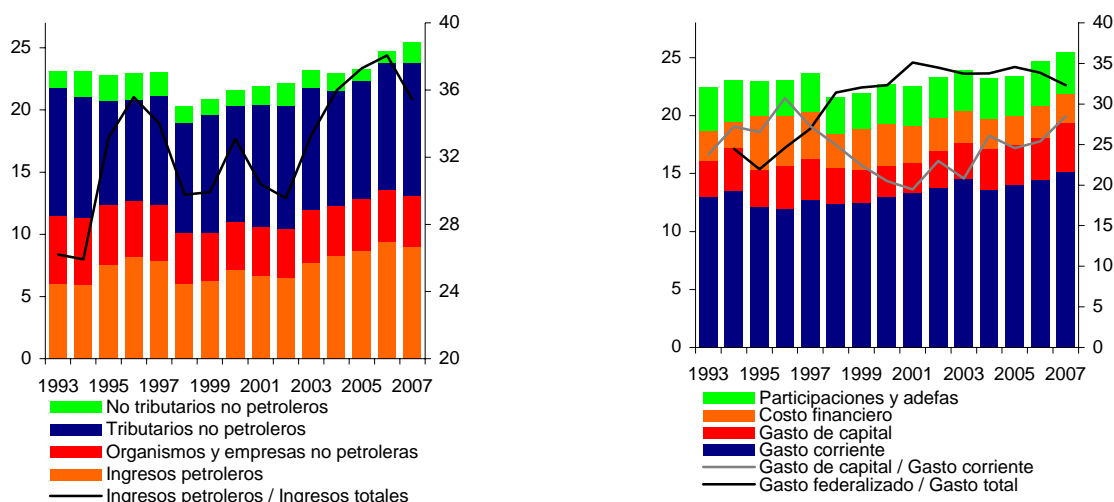 25
20
15
10
5
0
40
36
32
28
24
20
1993 1995 1997 1999 2001 2003 2005 2007
No tributarios no petroleros
Tributarios no petroleros
Organismos y empresas no petroleras
Ingresos petroleros
Ingresos petroleros / Ingresos totales
25
20
15
10
5
0
40
35
30
25
20
15
10
5
0
1993 1995 1997 1999 2001 2003 2005 2007
Participaciones y adefas
Costo financiero
Gasto de capital
Gasto corriente
Gasto de capital / Gasto corriente
Gasto federalizado / Gasto total